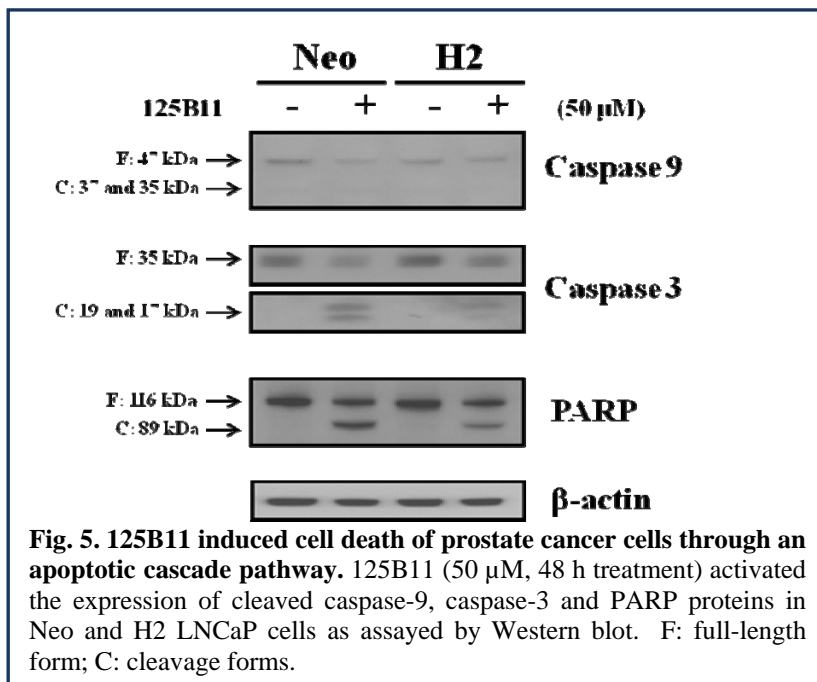 Neo H2
125B11 - + - + (50 µM)
F: 47 kDa
C: 37 and 35 kDa
Caspase 9
F: 35 kDa
Caspase 3
C: 19 and 17 kDa
F: 116 kDa
PARP
C: 89 kDa
β-actin
Fig. 5. 125B11 induced cell death of prostate cancer cells through an
apoptotic cascade pathway. 125B11 (50 µM, 48 h treatment) activated
the expression of cleaved caspase-9, caspase-3 and PARP proteins in
Neo and H2 LNCaP cells as assayed by Western blot. F: full-length
form; C: cleavage forms.